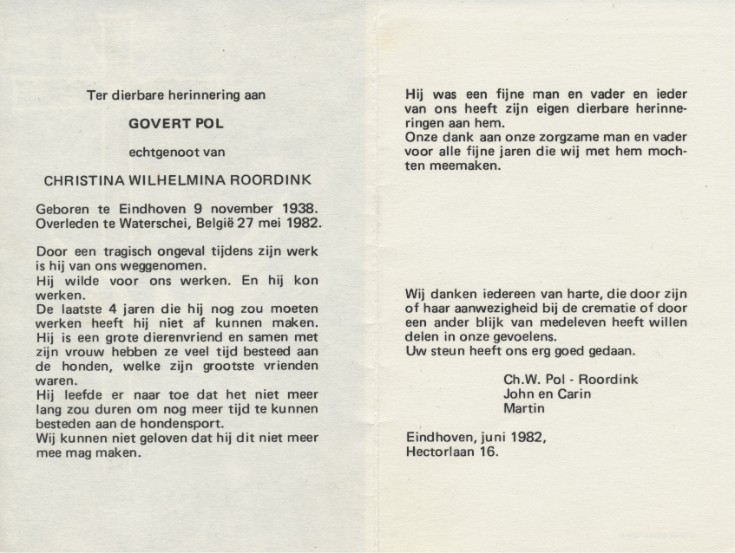 Ter dierbare herinnering aan
GOVERT POL
echtgenoot van
CHRISTINA WILHELMINA ROORDINK
Geboren te Eindhoven 9 november 1938.
Overleden te Waterschei, België 27 mei 1982.
Door een tragisch ongeval tijdens zijn werk
is hij van ons weggenomen.
Hij wilde voor ons werken. En hij kon
werken.
De laatste 4 jaren die hij nog zou moeten
werken heeft hij niet af kunnen maken.
Hij is een grote dierenvriend en samen met
zijn vrouw hebben ze veel tijd besteed aan
de honden, welke zijn grootste vrienden
waren.
Hij leefde er naar toe dat het niet meer
lang zou duren om nog meer tijd te kunnen
besteden aan de hondensport.
Wij kunnen niet geloven dat hij dit niet meer
mee mag maken.
Hij was een fijne man en vader en ieder
van ons heeft zijn eigen dierbare herinne-
ringen aan hem.
Onze dank aan onze zorgzame man en vader
voor alle fijne jaren die wij met hem moch-
ten meemaken.
Wij danken iedereen van harte, die door zijn
of haar aanwezigheid bij de crematie of door
een ander blijk van medeleven heeft willen
delen in onze gevoelens.
Uw steun heeft ons erg goed gedaan.
Ch.W. Pol - Roordink
John en Carin
Martin
Eindhoven, juni 1982,
Hectorlaan 16.